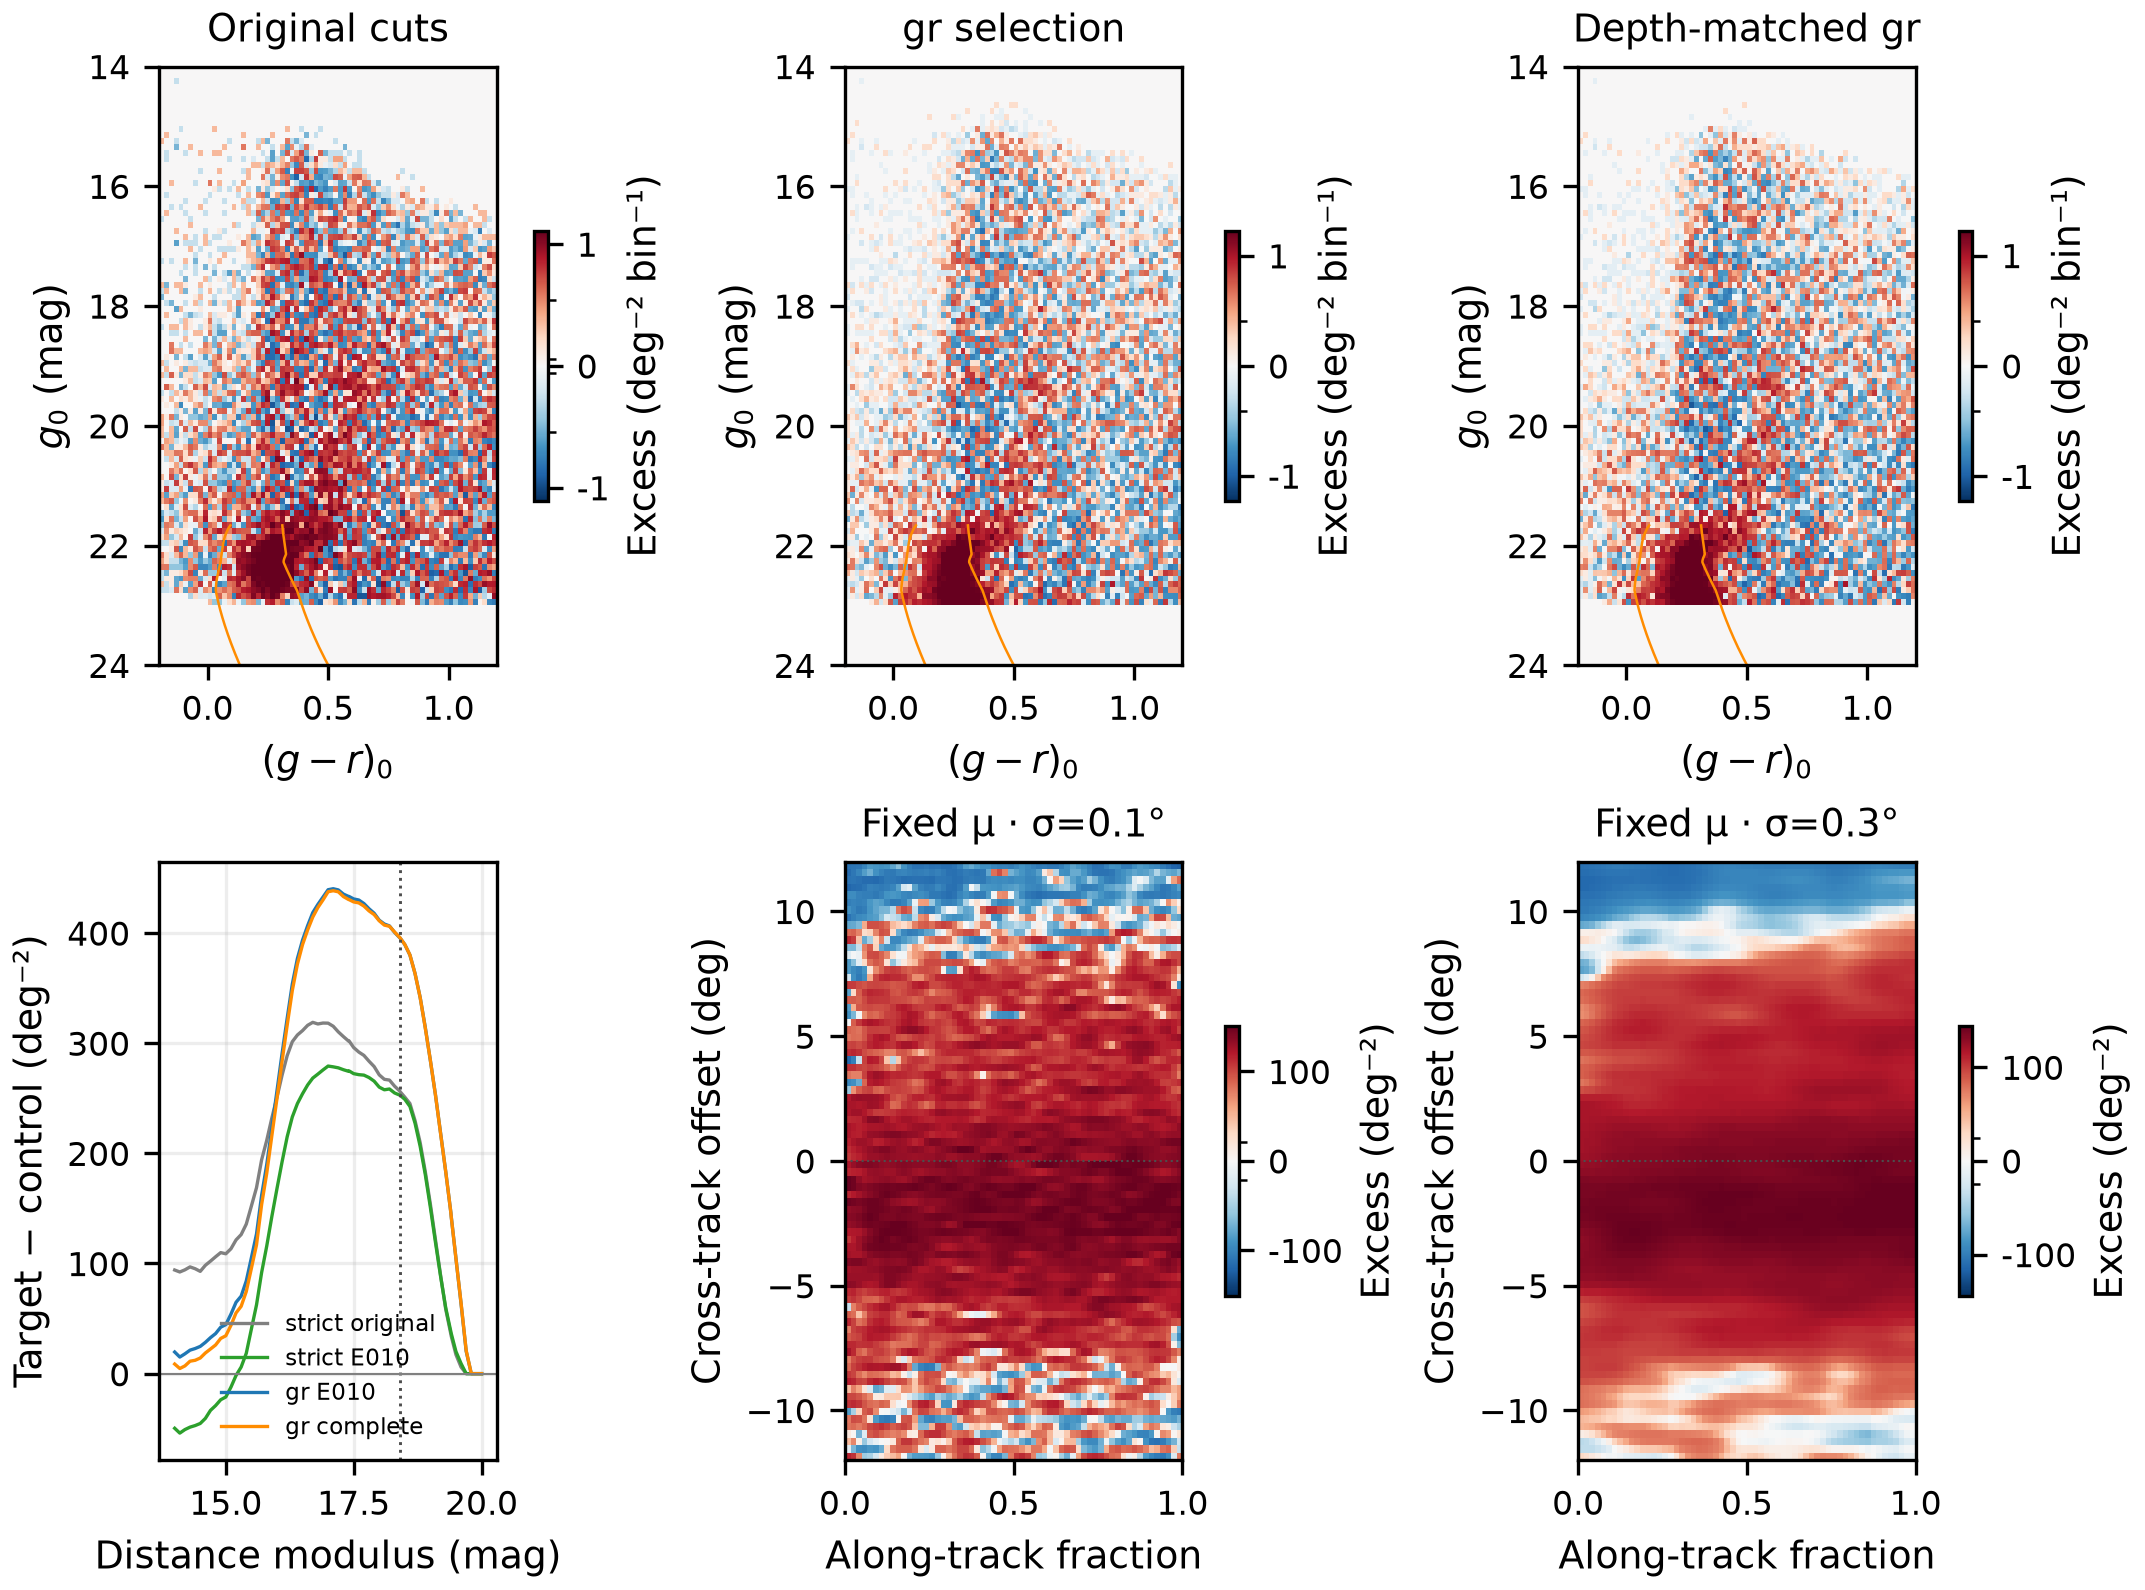 Original cuts
14
16
18
20
22
24
g₀ (mag)
0.0 0.5 1.0
(g − r)₀
1
0
-1
Excess (deg⁻² bin⁻¹)
gr selection
14
16
18
20
22
24
g₀ (mag)
0.0 0.5 1.0
(g − r)₀
1
0
-1
Excess (deg⁻² bin⁻¹)
Depth-matched gr
14
16
18
20
22
24
g₀ (mag)
0.0 0.5 1.0
(g − r)₀
1
0
-1
Excess (deg⁻² bin⁻¹)
400
300
200
100
0
Target − control (deg⁻²)
strict original
strict E010
gr E010
gr complete
15.0 17.5 20.0
Distance modulus (mag)
Fixed μ · σ=0.1°
10
5
0
−5
−10
Cross-track offset (deg)
0.0 0.5 1.0
Along-track fraction
100
0
-100
Excess (deg⁻²)
Fixed μ · σ=0.3°
10
5
0
−5
−10
Cross-track offset (deg)
0.0 0.5 1.0
Along-track fraction
100
0
-100
Excess (deg⁻²)